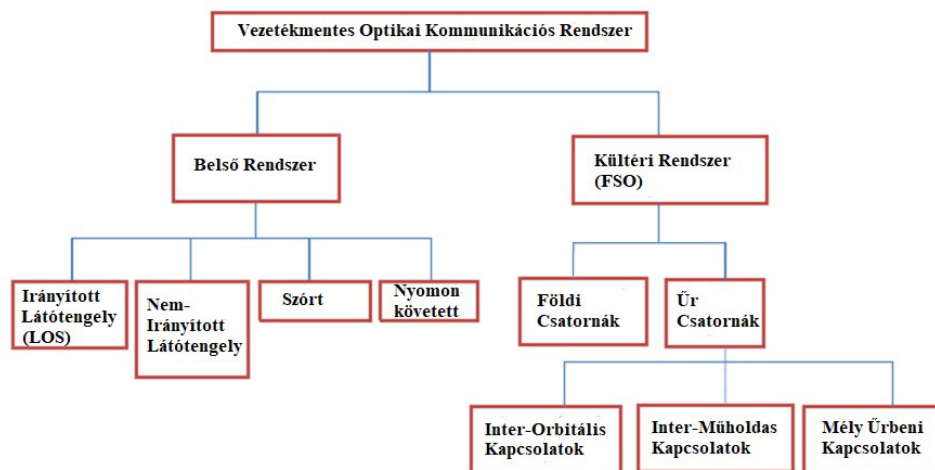 Vezetékmentes Optikai Kommunikációs Rendszer
Belső Rendszer
Kültéri Rendszer
(FSO)
Irányított
Látótengely
(LOS)
Nem-
Irányított
Látótengely
Szórt
Nyomon
követett
Földi
Csatornák
Űr
Csatornák
Inter-Orbitális
Kapcsolatok
Inter-Műholdas
Kapcsolatok
Mély Űrbeni
Kapcsolatok